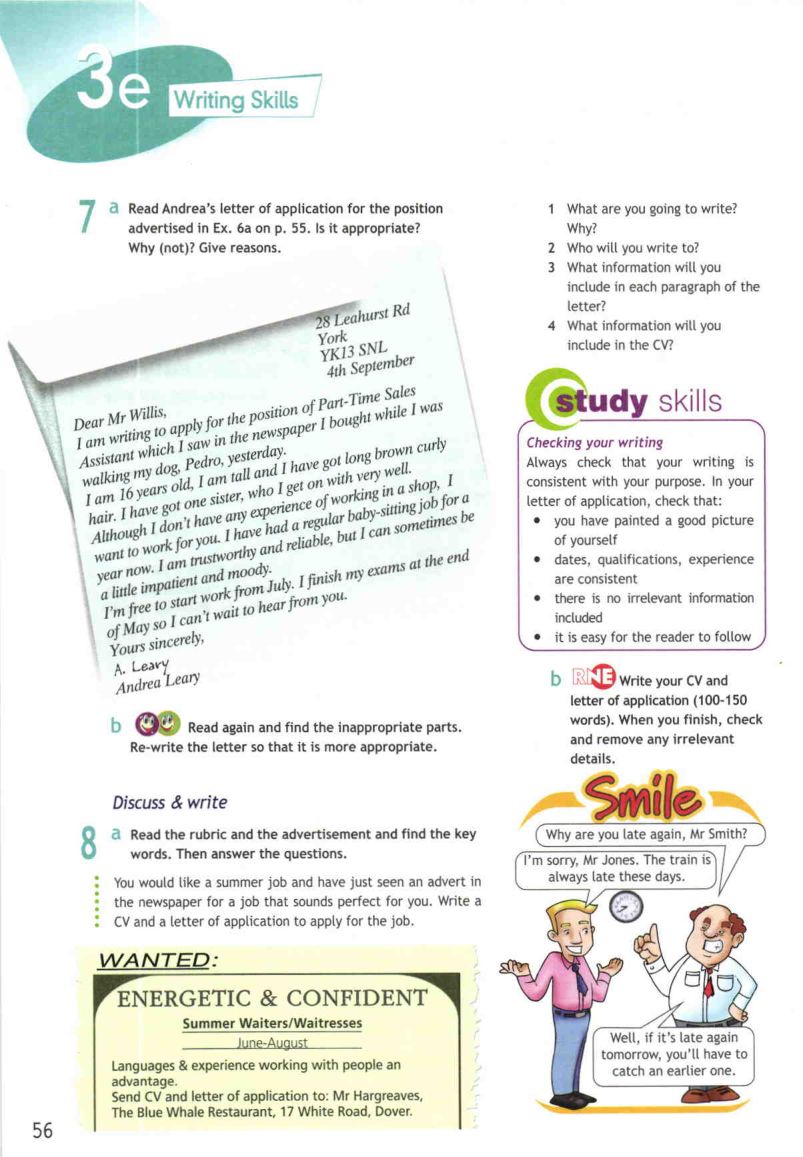 3e
Writing Skills
7 a Read Andrea's letter of application for the position
advertised in Ex. 6a on p. 55. Is it appropriate?
Why (not)? Give reasons.
28 Leahurst Rd
York
YK13 SNL
4th September
Dear Mr Willis,
I am writing to apply for the position of Part-Time Sales
Assistant which I saw in the newspaper I bought while I was
walking my dog, Pedro, yesterday.
I am 16 years old, I am tall and I have got long brown curly
hair. I have got one sister, who I get on with very well.
Although I don't have any experience of working in a shop, I
want to work for you. I have had a regular baby-sitting job for a
year now. I am trustworthy and reliable, but I can sometimes be
a little impatient and moody.
I'm free to start work from July. I finish my exams at the end
of May so I can't wait to hear from you.
Yours sincerely,
A. Leary
Andrea Leary
b Read again and find the inappropriate parts.
Re-write the letter so that it is more appropriate.
Discuss & write
8 a Read the rubric and the advertisement and find the key
words. Then answer the questions.
You would like a summer job and have just seen an advert in
the newspaper for a job that sounds perfect for you. Write a
CV and a letter of application to apply for the job.
WANTED:
ENERGETIC & CONFIDENT
Summer Waiters/Waitresses
June-August
Languages & experience working with people an
advantage.
Send CV and letter of application to: Mr Hargreaves,
The Blue Whale Restaurant, 17 White Road, Dover.
56
1 What are you going to write?
Why?
2 Who will you write to?
3 What information will you
include in each paragraph of the
letter?
4 What information will you
include in the CV?
study skills
Checking your writing
Always check that your writing is
consistent with your purpose. In your
letter of application, check that:
• you have painted a good picture
of yourself
• dates, qualifications, experience
are consistent
• there is no irrelevant information
included
• it is easy for the reader to follow
b RNE Write your CV and
letter of application (100-150
words). When you finish, check
and remove any irrelevant
details.
Smile
Why are you late again, Mr Smith?
I'm sorry, Mr Jones. The train is
always late these days.
Well, if it's late again
tomorrow, you'll have to
catch an earlier one.